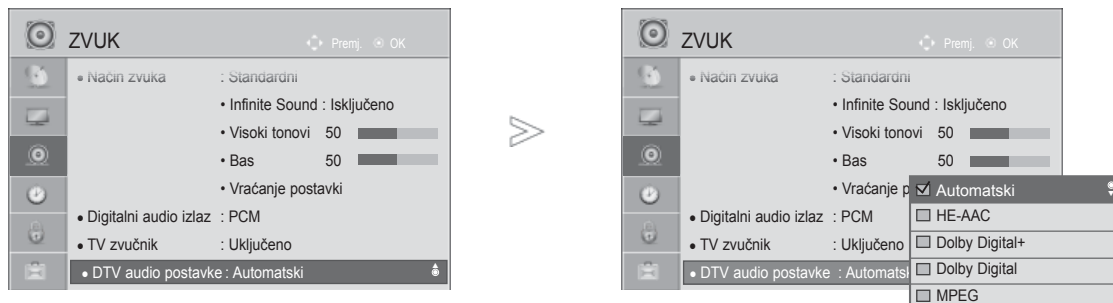 ZVUK
Premj. OK
• Način zvuka : Standardni
• Infinite Sound : Isključeno
• Visoki tonovi 50
• Bas 50
• Vraćanje postavki
• Digitalni audio izlaz : PCM
• TV zvučnik : Uključeno
• DTV audio postavke : Automatski
ZVUK
Premj. OK
• Način zvuka : Standardni
• Infinite Sound : Isključeno
• Visoki tonovi 50
• Bas 50
• Vraćanje p
• Digitalni audio izlaz : PCM
• TV zvučnik : Uključeno
• DTV audio postavke : Automatsk
Automatski
HE-AAC
Dolby Digital+
Dolby Digital
MPEG